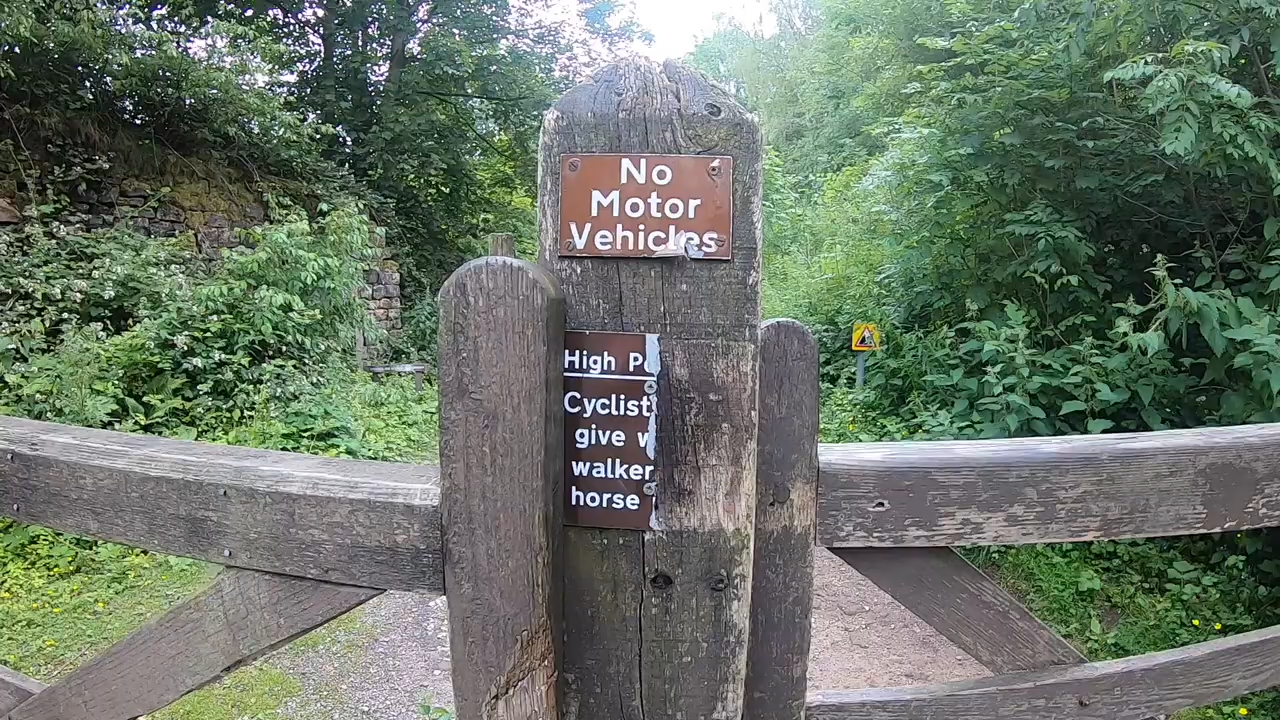 No
Motor
Vehicles
High P
Cyclist
give w
walker
horse